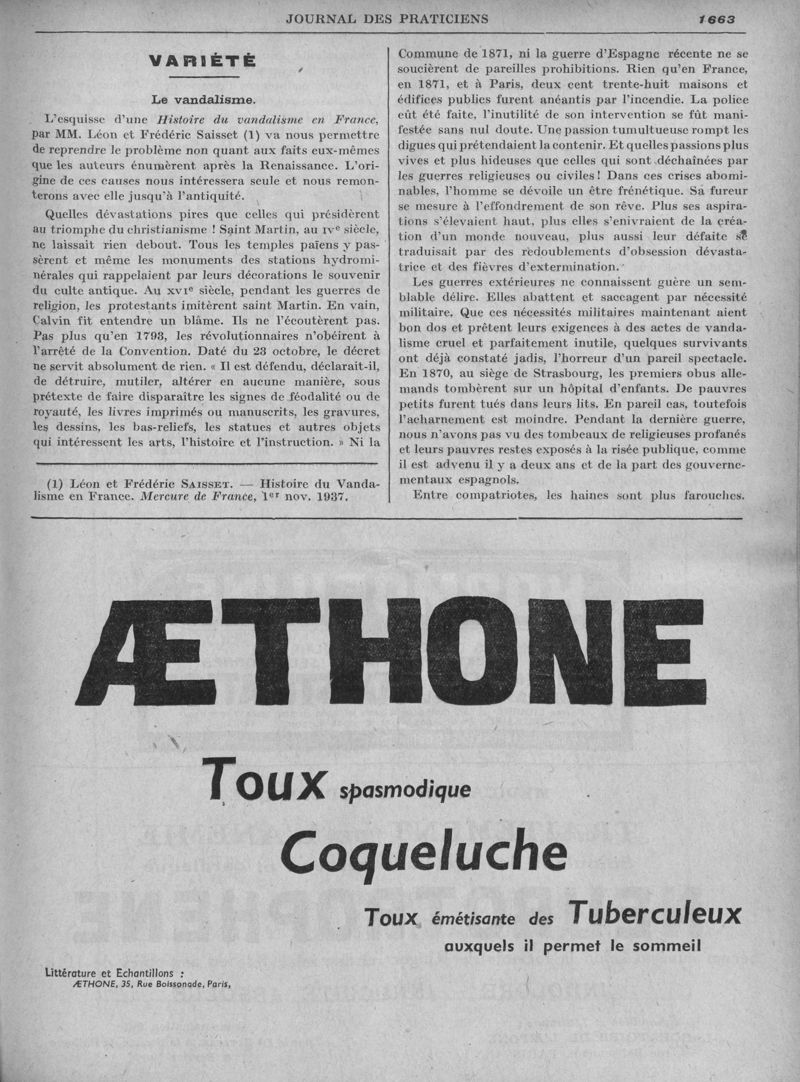 JOURNAL DES PRATICIENS 1663
VARIÉTÉ
Le vandalisme.
L'esquisse d'une Histoire du vandalisme en France,
par MM. Léon et Frédéric Saisset (1) va nous permettre
de reprendre le problème non quant aux faits eux-mêmes
que les auteurs énumèrent après la Renaissance. L'ori-
gine de ces causes nous intéressera seule et nous remon-
terons avec elle jusqu'à l'antiquité.
Quelles dévastations pires que celles qui présidèrent
au triomphe du christianisme ! Saint Martin, au IVe siècle,
ne laissait rien debout. Tous les temples païens y pas-
sèrent et même les monuments des stations hydromi-
nérales qui rappelaient par leurs décorations le souvenir
du culte antique. Au XVIe siècle, pendant les guerres de
religion, les protestants imitèrent saint Martin. En vain,
Calvin fit entendre un blâme. Ils ne l'écoutèrent pas.
Pas plus qu'en 1793, les révolutionnaires n'obéirent à
l'arrêté de la Convention. Daté du 23 octobre, le décret
ne servit absolument de rien. « Il est défendu, déclarait-il,
de détruire, mutiler, altérer en aucune manière, sous
prétexte de faire disparaître les signes de féodalité ou de
royauté, les livres imprimés ou manuscrits, les gravures,
les dessins, les bas-reliefs, les statues et autres objets
qui intéressent les arts, l'histoire et l'instruction. » Ni la
(1) Léon et Frédéric SAISSET. — Histoire du Vanda-
lisme en France. Mercure de France, 1er nov. 1937.
Commune de 1871, ni la guerre d'Espagne récente ne se
soucièrent de pareilles prohibitions. Rien qu'en France,
en 1871, et à Paris, deux cent trente-huit maisons et
édifices publics furent anéantis par l'incendie. La police
eût été faite, l'inutilité de son intervention se fût mani-
festée sans nul doute. Une passion tumultueuse rompt les
digues qui prétendaient la contenir. Et quelles passions plus
vives et plus hideuses que celles qui sont déchaînées par
les guerres religieuses ou civiles ! Dans ces crises abomi-
nables, l'homme se dévoile un être frénétique. Sa fureur
se mesure à l'effondrement de son rêve. Plus ses aspira-
tions s'élevaient haut, plus elles s'enivraient de la créa-
tion d'un monde nouveau, plus aussi leur défaite se
traduisait par des redoublements d'obsession dévasta-
trice et des fièvres d'extermination.
Les guerres extérieures ne connaissent guère un sem-
blable délire. Elles abattent et saccagent par nécessité
militaire. Que ces nécessités militaires maintenant aient
bon dos et prêtent leurs exigences à des actes de vanda-
lisme cruel et parfaitement inutile, quelques survivants
ont déjà constaté jadis, l'horreur d'un pareil spectacle.
En 1870, au siège de Strasbourg, les premiers obus alle-
mands tombèrent sur un hôpital d'enfants. De pauvres
petits furent tués dans leurs lits. En pareil cas, toutefois
l'acharnement est moindre. Pendant la dernière guerre,
nous n'avons pas vu des tombeaux de religieuses profanés
et leurs pauvres restes exposés à la risée publique, comme
il est advenu il y a deux ans et de la part des gouverne-
mentaux espagnols.
Entre compatriotes, les haines sont plus farouches.
ÆTHONE
Toux spasmodique
Coqueluche
Toux émétisante des Tuberculeux
auxquels il permet le sommeil
Littérature et Echantillons :
ÆTHONE, 35, Rue Boissonade, Paris,